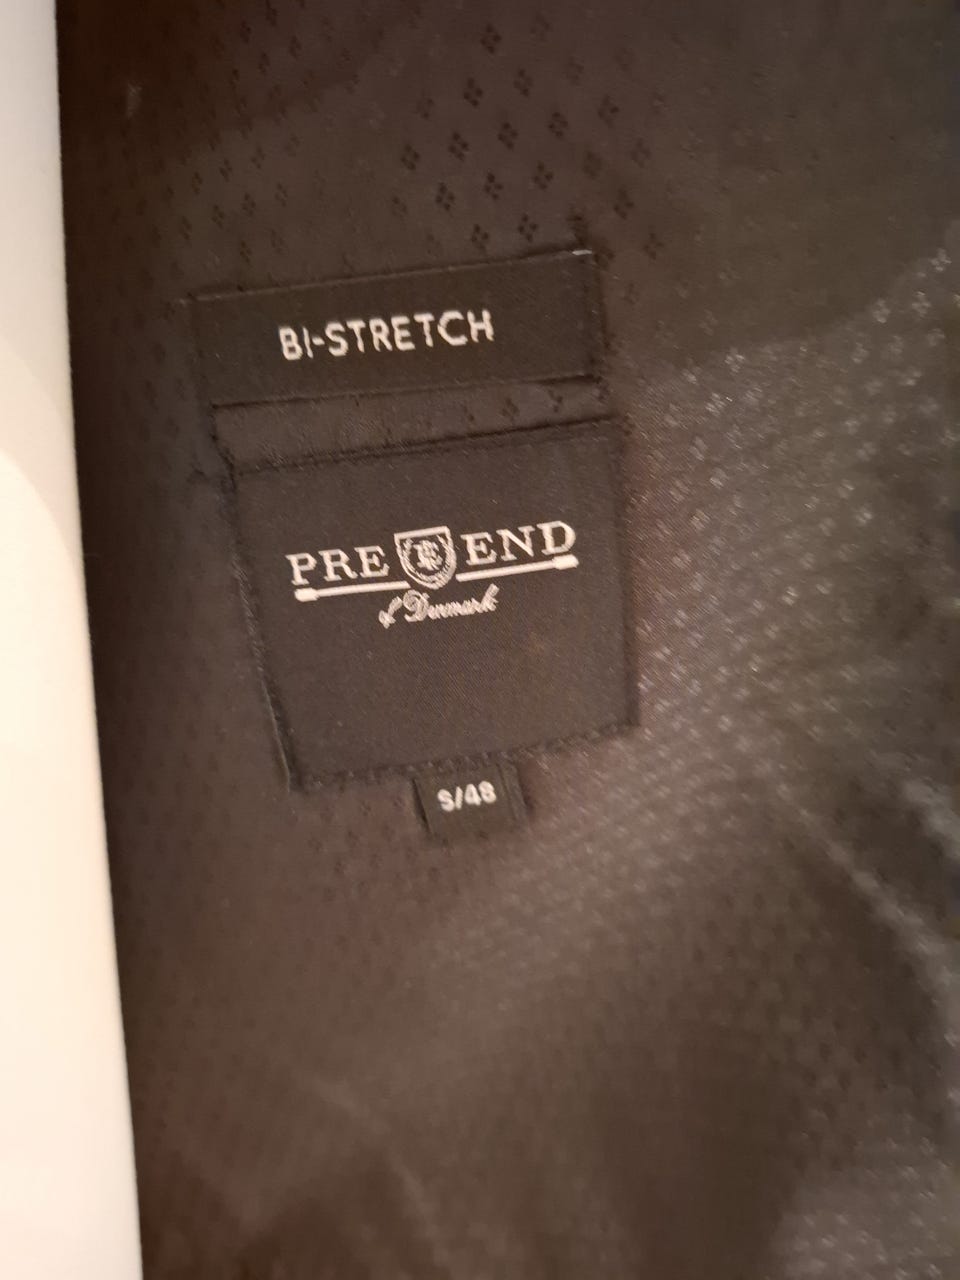 BI-STRETCH
PRE END
of Denmark
S/48